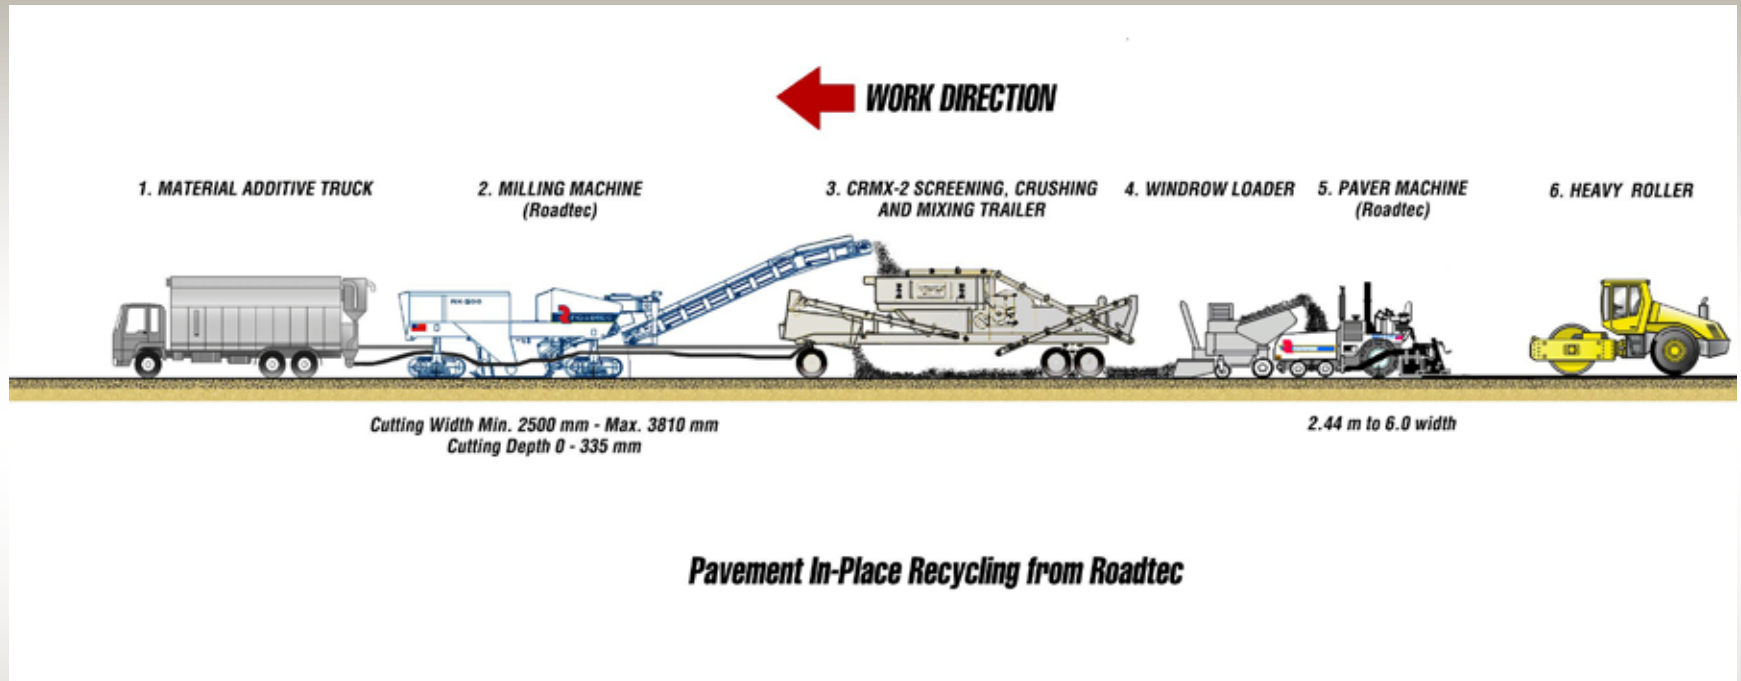 WORK DIRECTION
1. MATERIAL ADDITIVE TRUCK
2. MILLING MACHINE
(Roadtec)
3. CRMX-2 SCREENING, CRUSHING
AND MIXING TRAILER
4. WINDROW LOADER
5. PAVER MACHINE
(Roadtec)
6. HEAVY ROLLER
Cutting Width Min. 2500 mm - Max. 3810 mm
Cutting Depth 0 - 335 mm
2.44 m to 6.0 width
Pavement In-Place Recycling from Roadtec